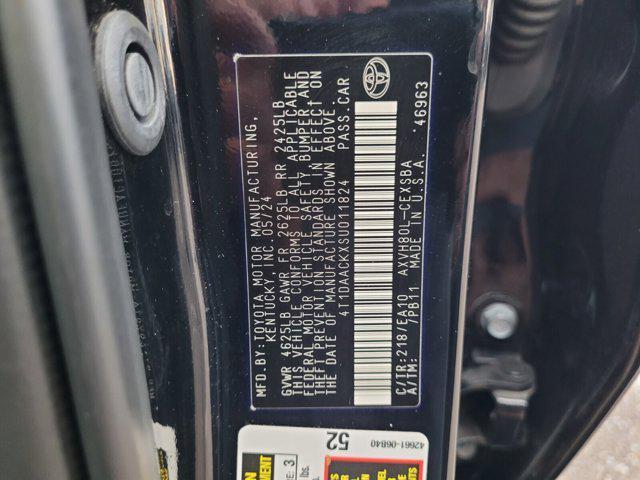 MFD. BY: TOYOTA MOTOR MANUFACTURING,
KENTUCKY, INC. 05/24
GVWR 4625LB GAWR FR 2625LB RR 2425LB
THIS VEHICLE CONFORMS TO ALL APPLICABLE
FEDERAL MOTOR VEHICLE SAFETY, BUMPER, AND
THEFT PREVENTION STANDARDS IN EFFECT ON
THE DATE OF MANUFACTURE SHOWN ABOVE.
4T1DAACKXSU011824 PASS. CAR
C/TR: 218/EA10 AXVH80L-CEXSBA
A/TM: 7PB11 MADE IN U.S.A. 46963
52
42661-06B40
3
lbs.